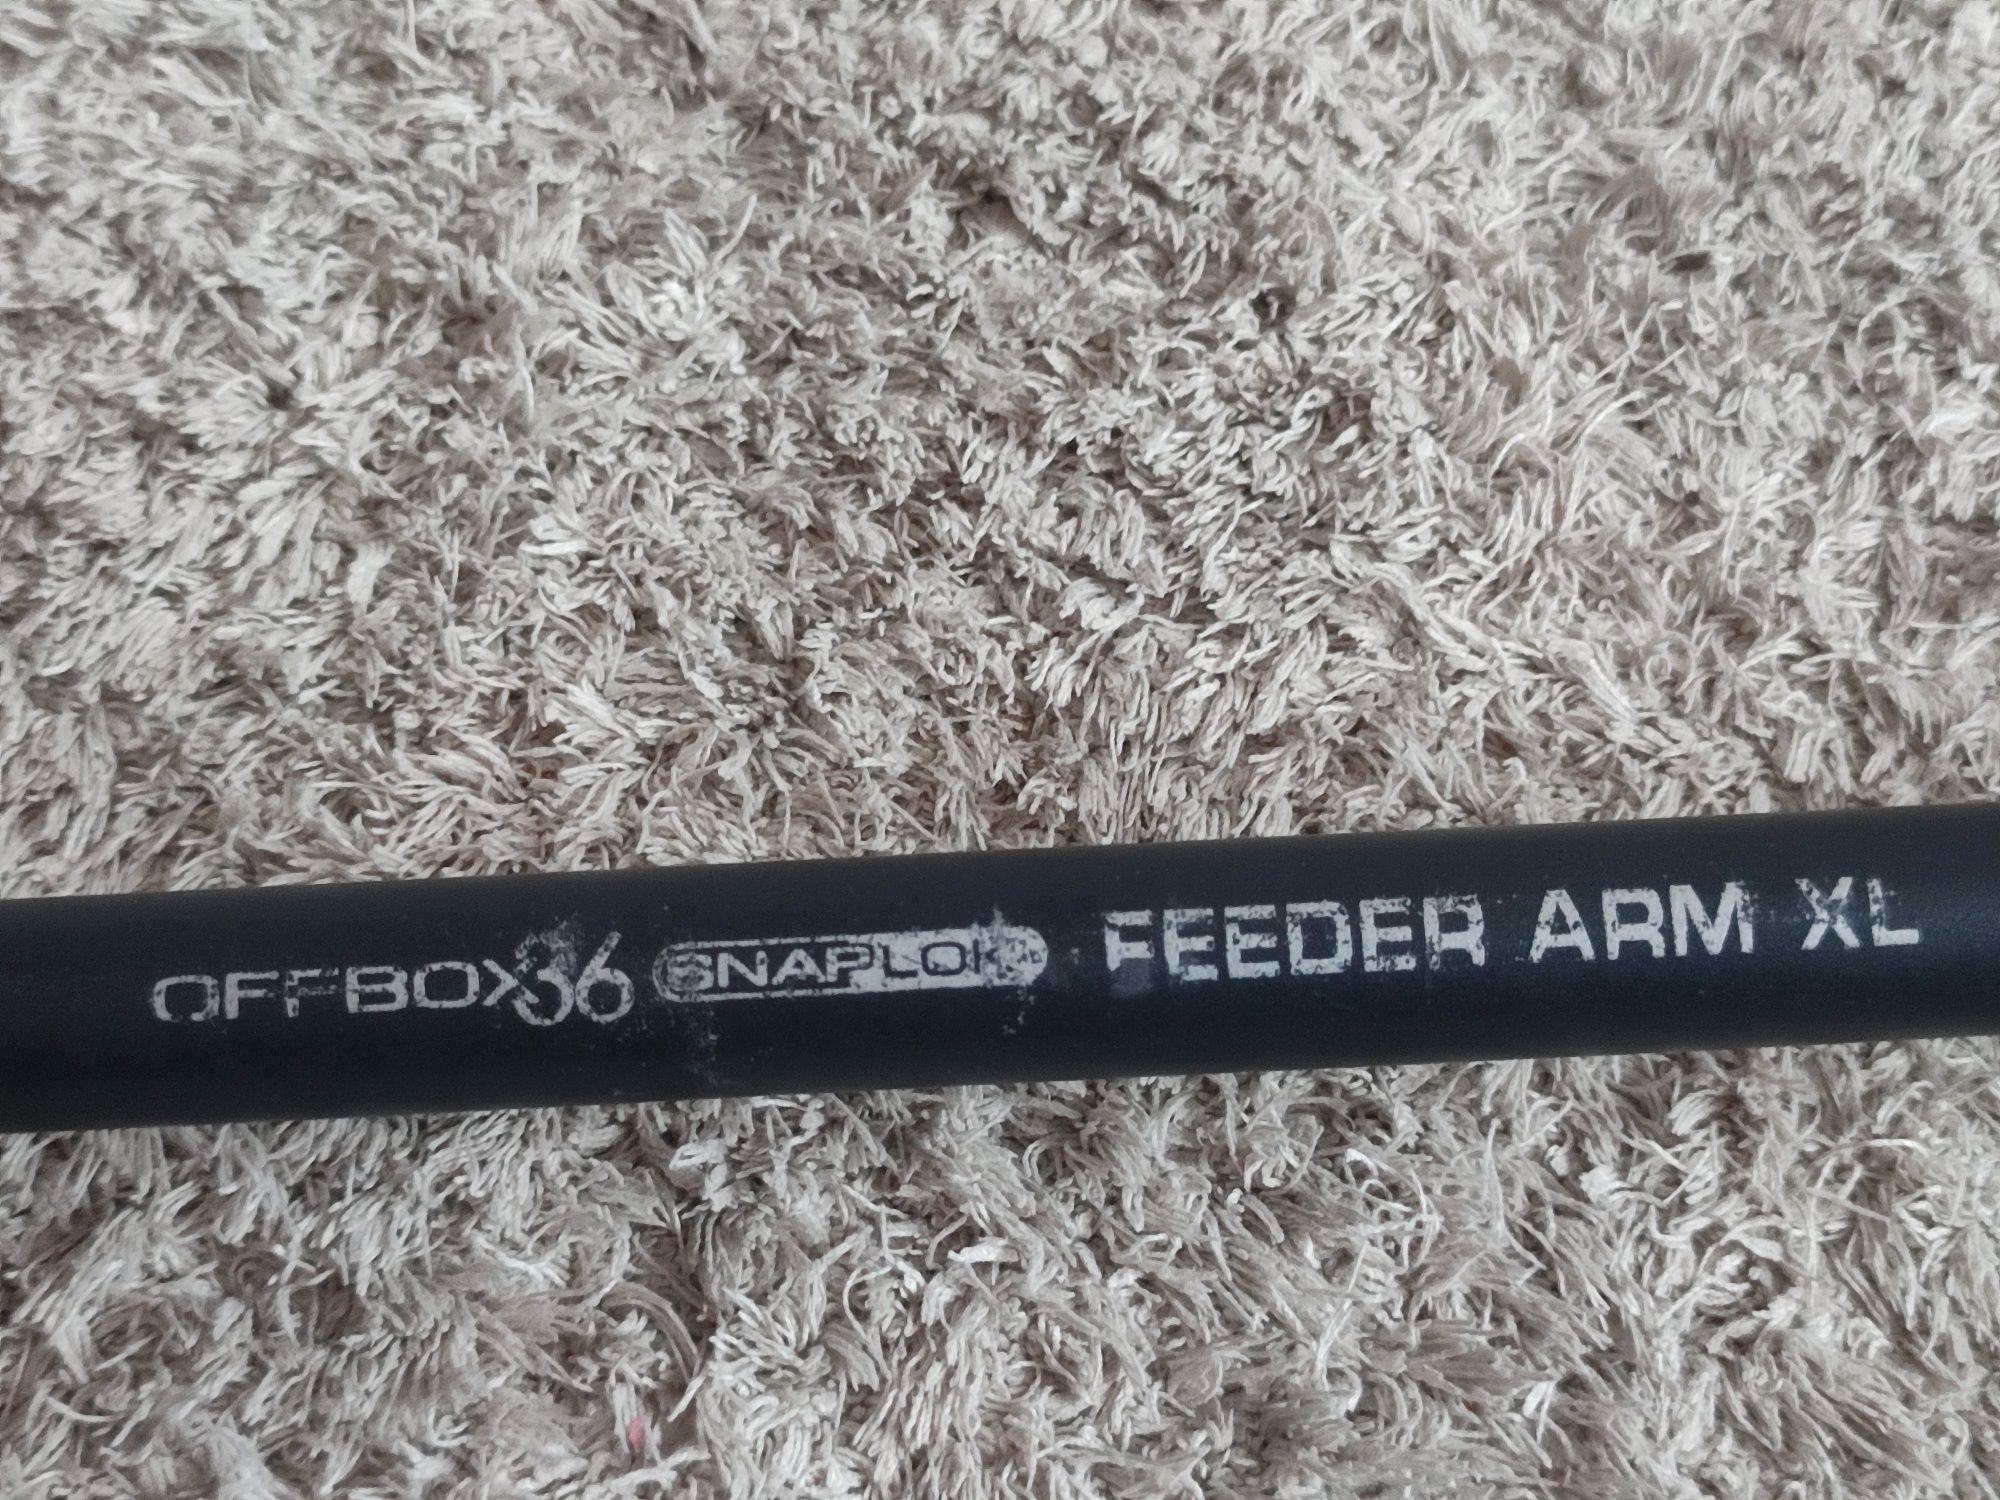 OFFBOX36 SNAPLOK FEEDER ARM XL